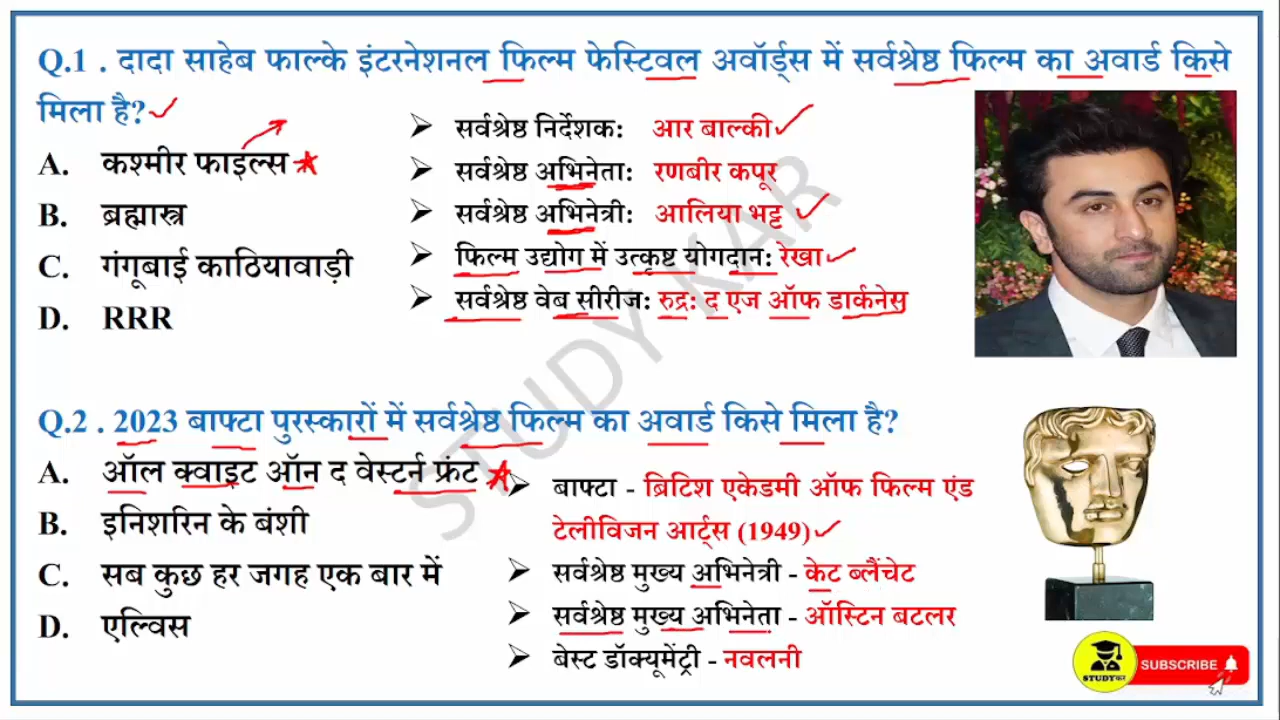 Q.1 . दादा साहेब फाल्के इंटरनेशनल फिल्म फेस्टिवल अवॉर्ड्स में सर्वश्रेष्ठ फिल्म का अवार्ड किसे
मिला है?
A. कश्मीर फाइल्स
B. ब्रह्मास्त्र
C. गंगूबाई काठियावाड़ी
D. RRR
➢ सर्वश्रेष्ठ निर्देशक: आर बाल्की
➢ सर्वश्रेष्ठ अभिनेता: रणबीर कपूर
➢ सर्वश्रेष्ठ अभिनेत्री: आलिया भट्ट
➢ फिल्म उद्योग में उत्कृष्ट योगदान: रेखा
➢ सर्वश्रेष्ठ वेब सीरीज: रुद्र: द एज ऑफ डार्कनेस
STUDY KAR
Q.2 . 2023 बाफ्टा पुरस्कारों में सर्वश्रेष्ठ फिल्म का अवार्ड किसे मिला है?
A. ऑल क्वाइट ऑन द वेस्टर्न फ्रंट
B. इनिशरिन के बंशी
C. सब कुछ हर जगह एक बार में
D. एल्विस
➢ बाफ्टा - ब्रिटिश एकेडमी ऑफ फिल्म एंड
टेलीविजन आर्ट्स (1949)
➢ सर्वश्रेष्ठ मुख्य अभिनेत्री - केट ब्लैंचेट
➢ सर्वश्रेष्ठ मुख्य अभिनेता - ऑस्टिन बटलर
➢ बेस्ट डॉक्यूमेंट्री - नवलनी
STUDYकर
SUBSCRIBE